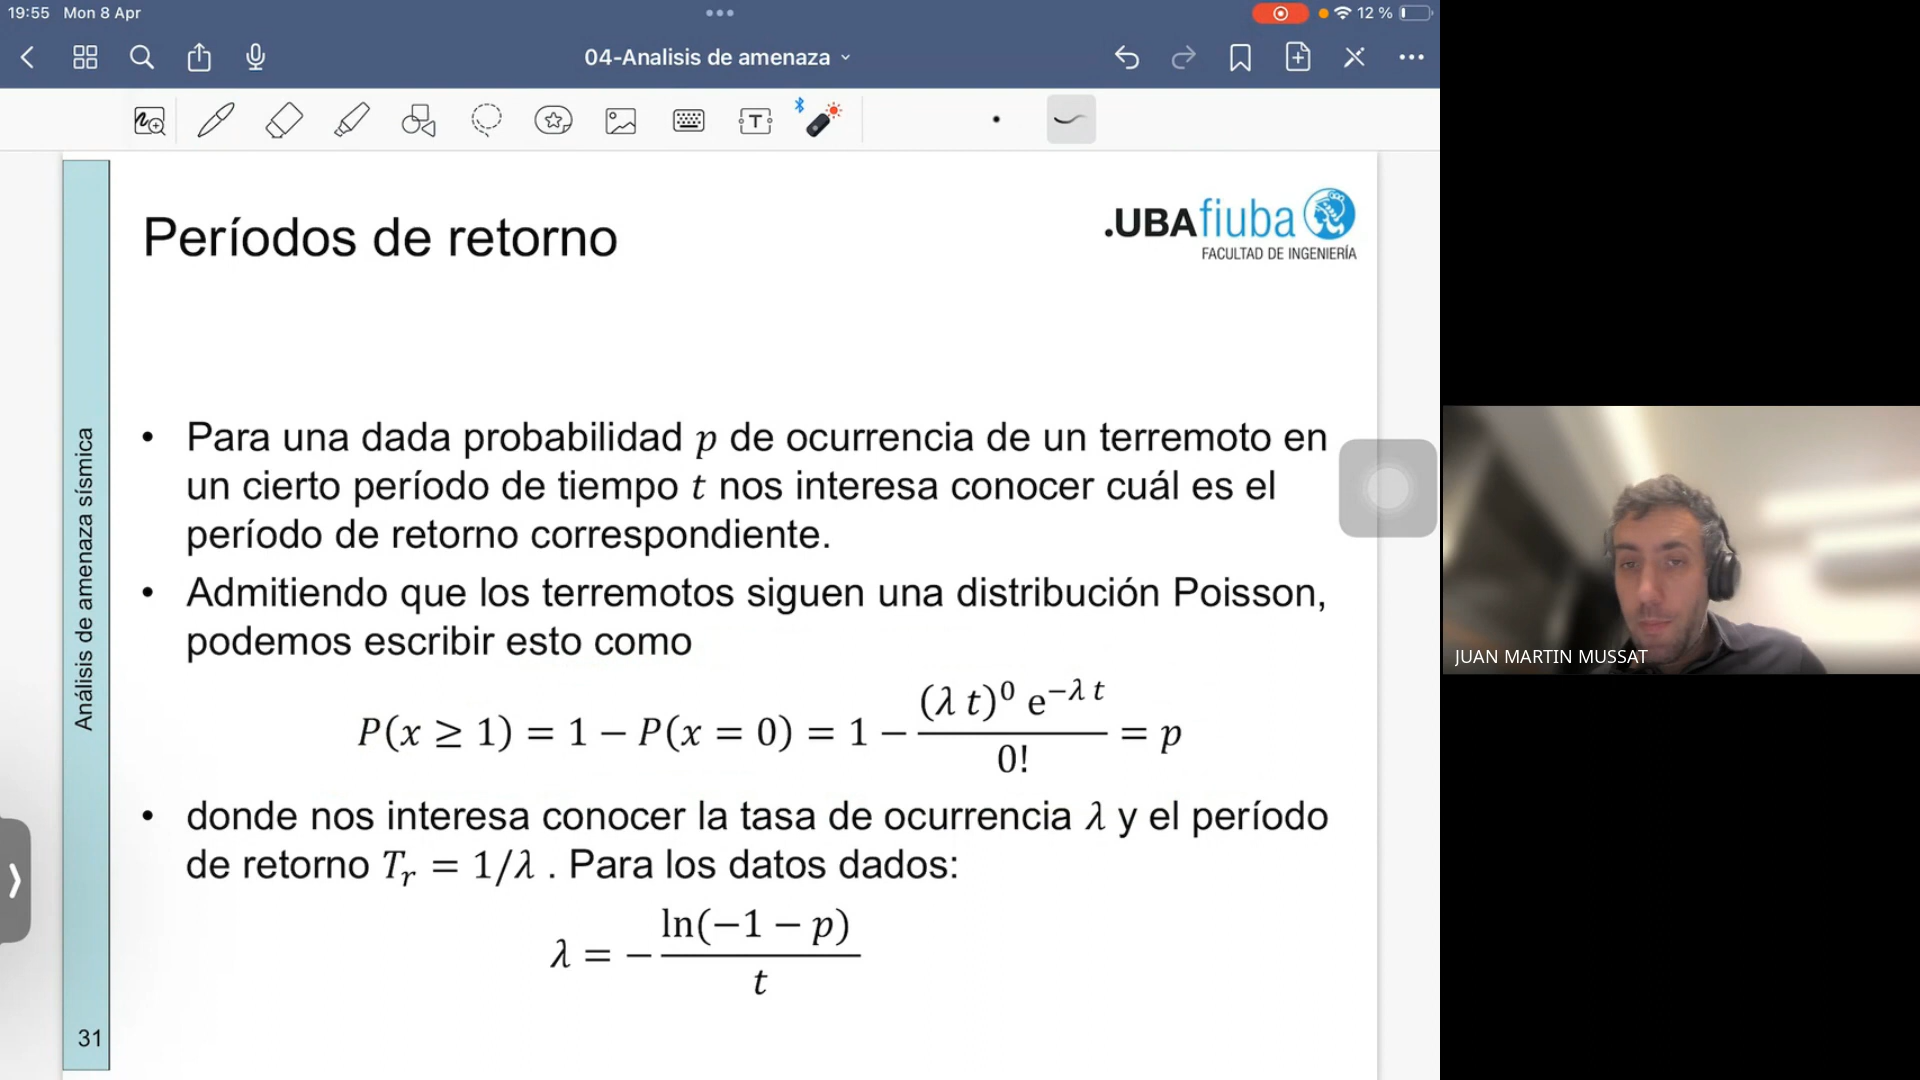 19:55 Mon 8 Apr
12 %
04-Analisis de amenaza
T
Períodos de retorno
.UBAfiuba
FACULTAD DE INGENIERÍA
• Para una dada probabilidad p de ocurrencia de un terremoto en
un cierto período de tiempo t nos interesa conocer cuál es el
período de retorno correspondiente.
• Admitiendo que los terremotos siguen una distribución Poisson,
podemos escribir esto como
P(x ≥ 1) = 1 − P(x = 0) = 1 − (λ t)⁰ e^{−λ t} / 0! = p
• donde nos interesa conocer la tasa de ocurrencia λ y el período
de retorno Tᵣ = 1/λ . Para los datos dados:
λ = − ln(−1 − p) / t
Análisis de amenaza sísmica
31
JUAN MARTIN MUSSAT